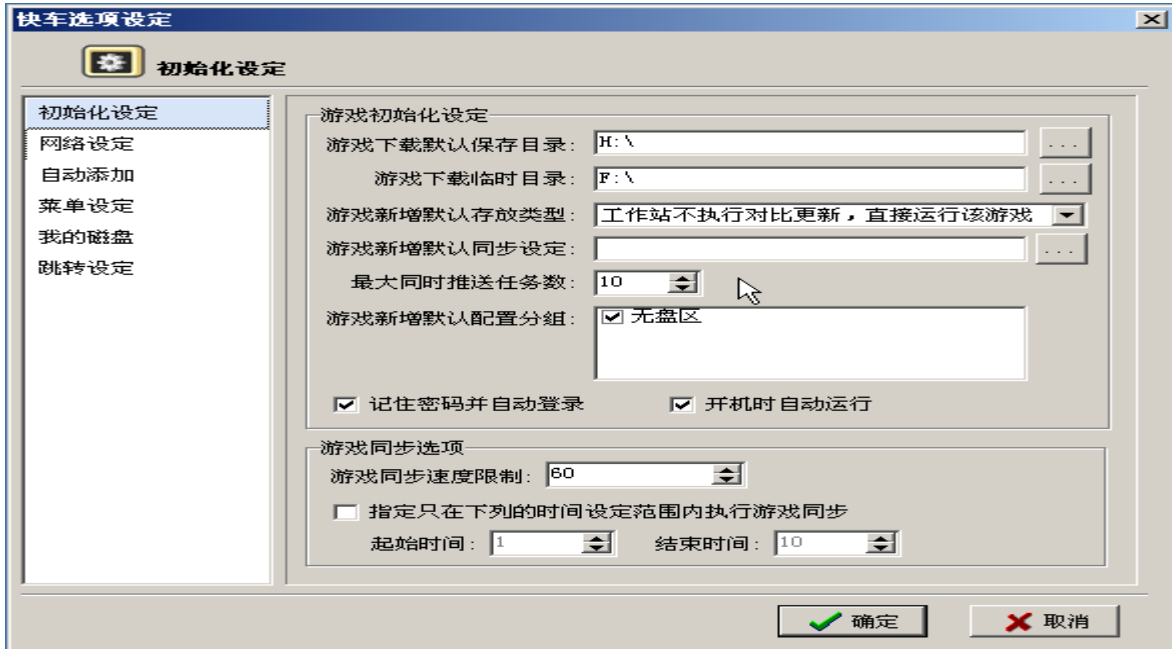 快车选项设定
初始化设定
初始化设定
网络设定
自动添加
菜单设定
我的磁盘
跳转设定
游戏初始化设定
游戏下载默认保存目录: H:\ ...
游戏下载临时目录: F:\ ...
游戏新增默认存放类型: 工作站不执行对比更新，直接运行该游戏
游戏新增默认同步设定: ...
最大同时推送任务数: 10
游戏新增默认配置分组: 无盘区
记住密码并自动登录 开机时自动运行
游戏同步选项
游戏同步速度限制: 60
指定只在下列的时间设定范围内执行游戏同步
起始时间: 1 结束时间: 10
确定 取消